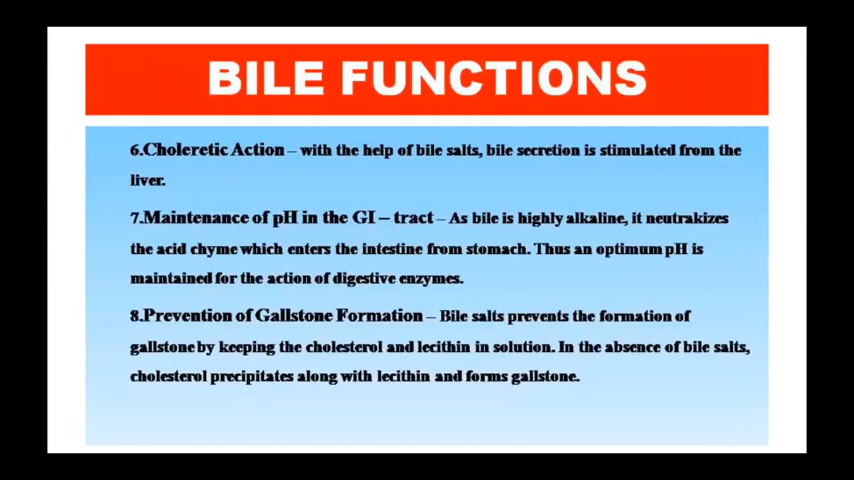 BILE FUNCTIONS
6.Choleretic Action – with the help of bile salts, bile secretion is stimulated from the
liver.
7.Maintenance of pH in the GI – tract – As bile is highly alkaline, it neutrakizes
the acid chyme which enters the intestine from stomach. Thus an optimum pH is
maintained for the action of digestive enzymes.
8.Prevention of Gallstone Formation – Bile salts prevents the formation of
gallstone by keeping the cholesterol and lecithin in solution. In the absence of bile salts,
cholesterol precipitates along with lecithin and forms gallstone.